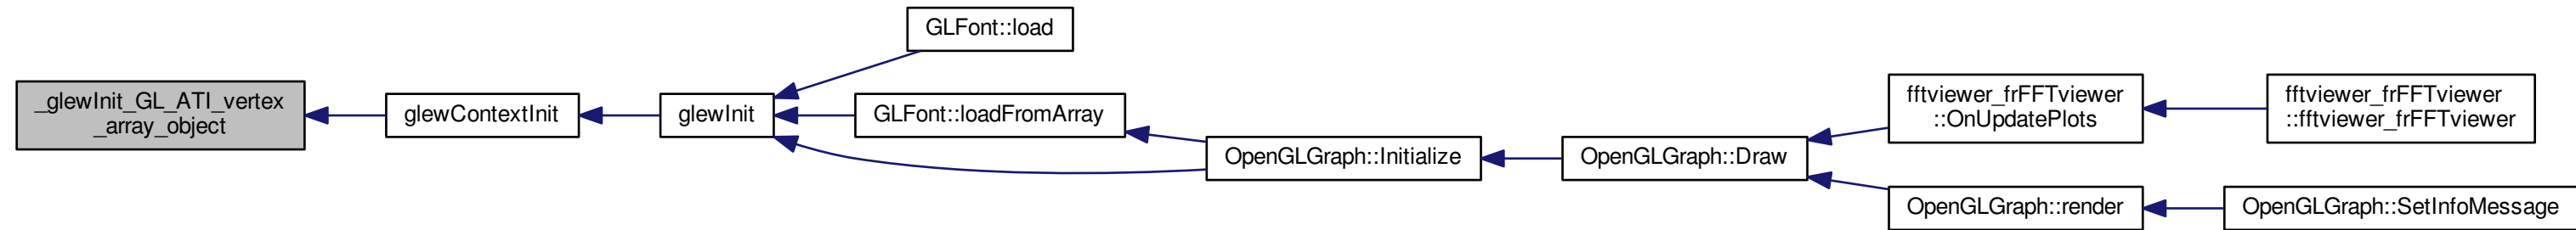 _glewInit_GL_ATI_vertex
_array_object
glewContextInit
glewInit
GLFont::load
GLFont::loadFromArray
OpenGLGraph::Initialize
OpenGLGraph::Draw
fftviewer_frFFTviewer
::OnUpdatePlots
fftviewer_frFFTviewer
::fftviewer_frFFTviewer
OpenGLGraph::render
OpenGLGraph::SetInfoMessage